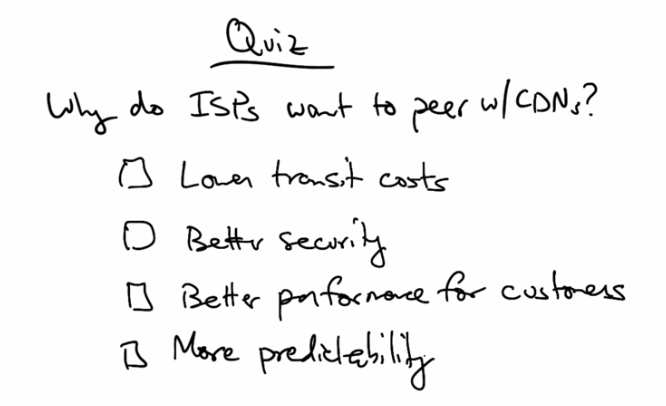 Quiz
Why do ISPs want to peer w/CDNs?
Lower transit costs
Better security
Better performance for customers
More predictability